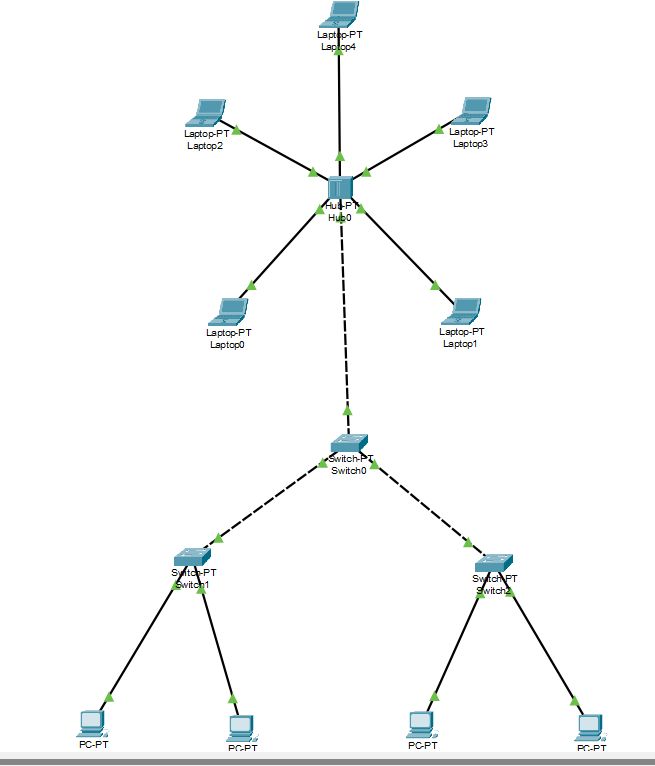 Laptop-PT
Laptop4
Laptop-PT
Laptop2
Laptop-PT
Laptop3
Hub-PT
Hub0
Laptop-PT
Laptop0
Laptop-PT
Laptop1
Switch-PT
Switch0
Switch-PT
Switch1
Switch-PT
Switch2
PC-PT
PC-PT
PC-PT
PC-PT